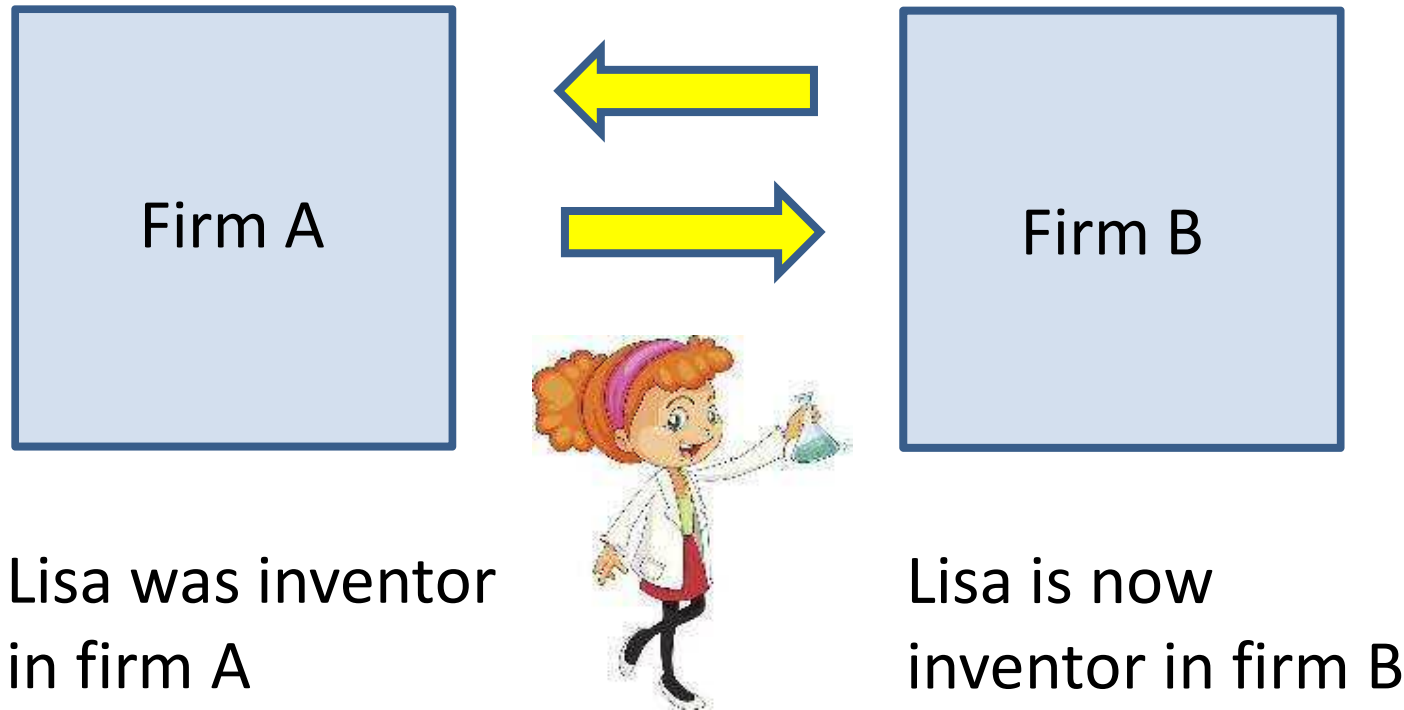 Firm A
Firm B
Lisa was inventor
in firm A
Lisa is now
inventor in firm B